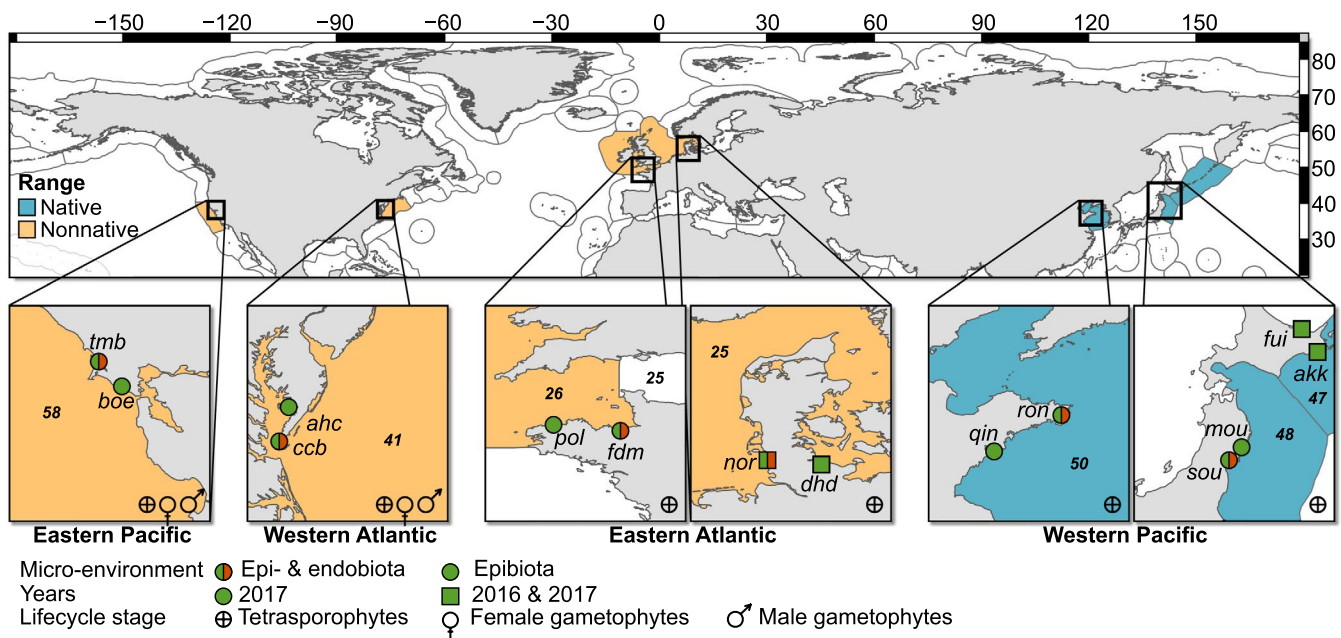 −150 −120 −90 −60 −30 0 30 60 90 120 150
80
70
60
50
40
30
Range
Native
Nonnative
tmb
boe
58
ahc
ccb
41
26
25
pol
fdm
25
nor
dhd
ron
qin
50
fui
akk
47
mou
48
sou
Eastern Pacific
Western Atlantic
Eastern Atlantic
Western Pacific
Micro-environment Epi- & endobiota Epibiota
Years 2017 2016 & 2017
Lifecycle stage Tetrasporophytes Female gametophytes Male gametophytes